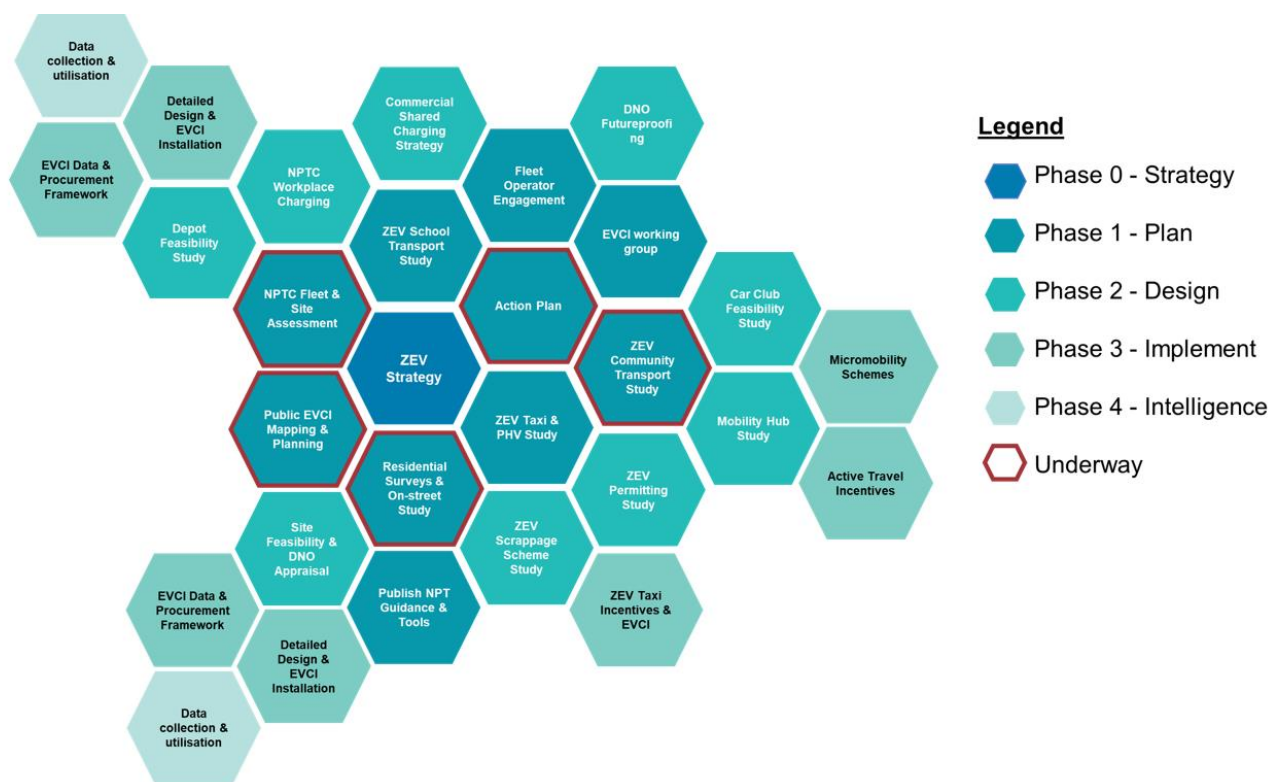 Data
collection &
utilisation
Detailed
Design &
EVCI
Installation
EVCI Data &
Procurement
Framework
Commercial
Shared
Charging
Strategy
DNO
Futureproofi
ng
NPTC
Workplace
Charging
Fleet
Operator
Engagement
Depot
Feasibility
Study
ZEV School
Transport
Study
EVCI working
group
NPTC Fleet &
Site
Assessment
Action Plan
Car Club
Feasibility
Study
ZEV
Strategy
ZEV
Community
Transport
Study
Micromobility
Schemes
Public EVCI
Mapping &
Planning
ZEV Taxi &
PHV Study
Mobility Hub
Study
Residential
Surveys &
On-street
Study
ZEV
Permitting
Study
Active Travel
Incentives
Site
Feasibility &
DNO
Appraisal
ZEV
Scrappage
Scheme
Study
EVCI Data &
Procurement
Framework
Publish NPT
Guidance &
Tools
ZEV Taxi
Incentives &
EVCI
Detailed
Design &
EVCI
Installation
Data
collection &
utilisation
Legend
Phase 0 - Strategy
Phase 1 - Plan
Phase 2 - Design
Phase 3 - Implement
Phase 4 - Intelligence
Underway